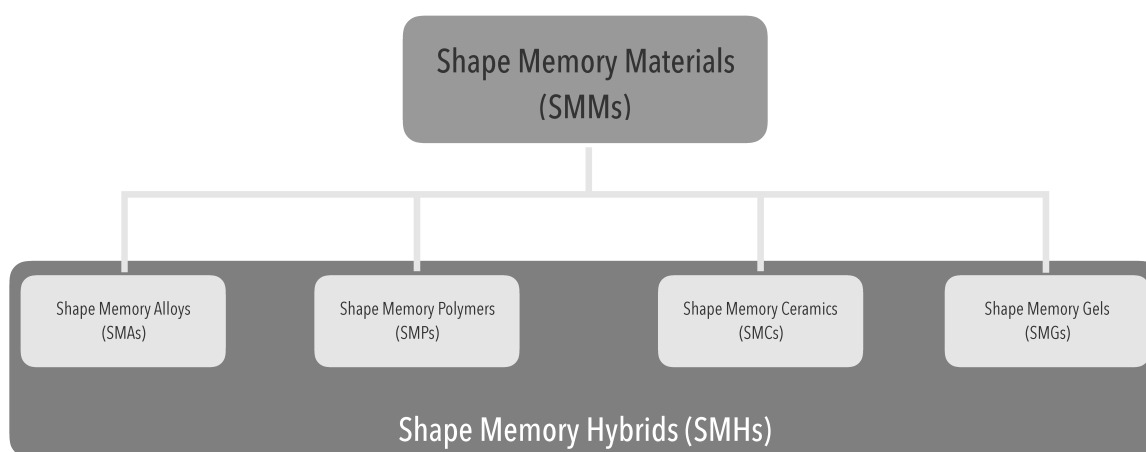 Shape Memory Materials
(SMMs)
Shape Memory Alloys
(SMAs)
Shape Memory Polymers
(SMPs)
Shape Memory Ceramics
(SMCs)
Shape Memory Gels
(SMGs)
Shape Memory Hybrids (SMHs)